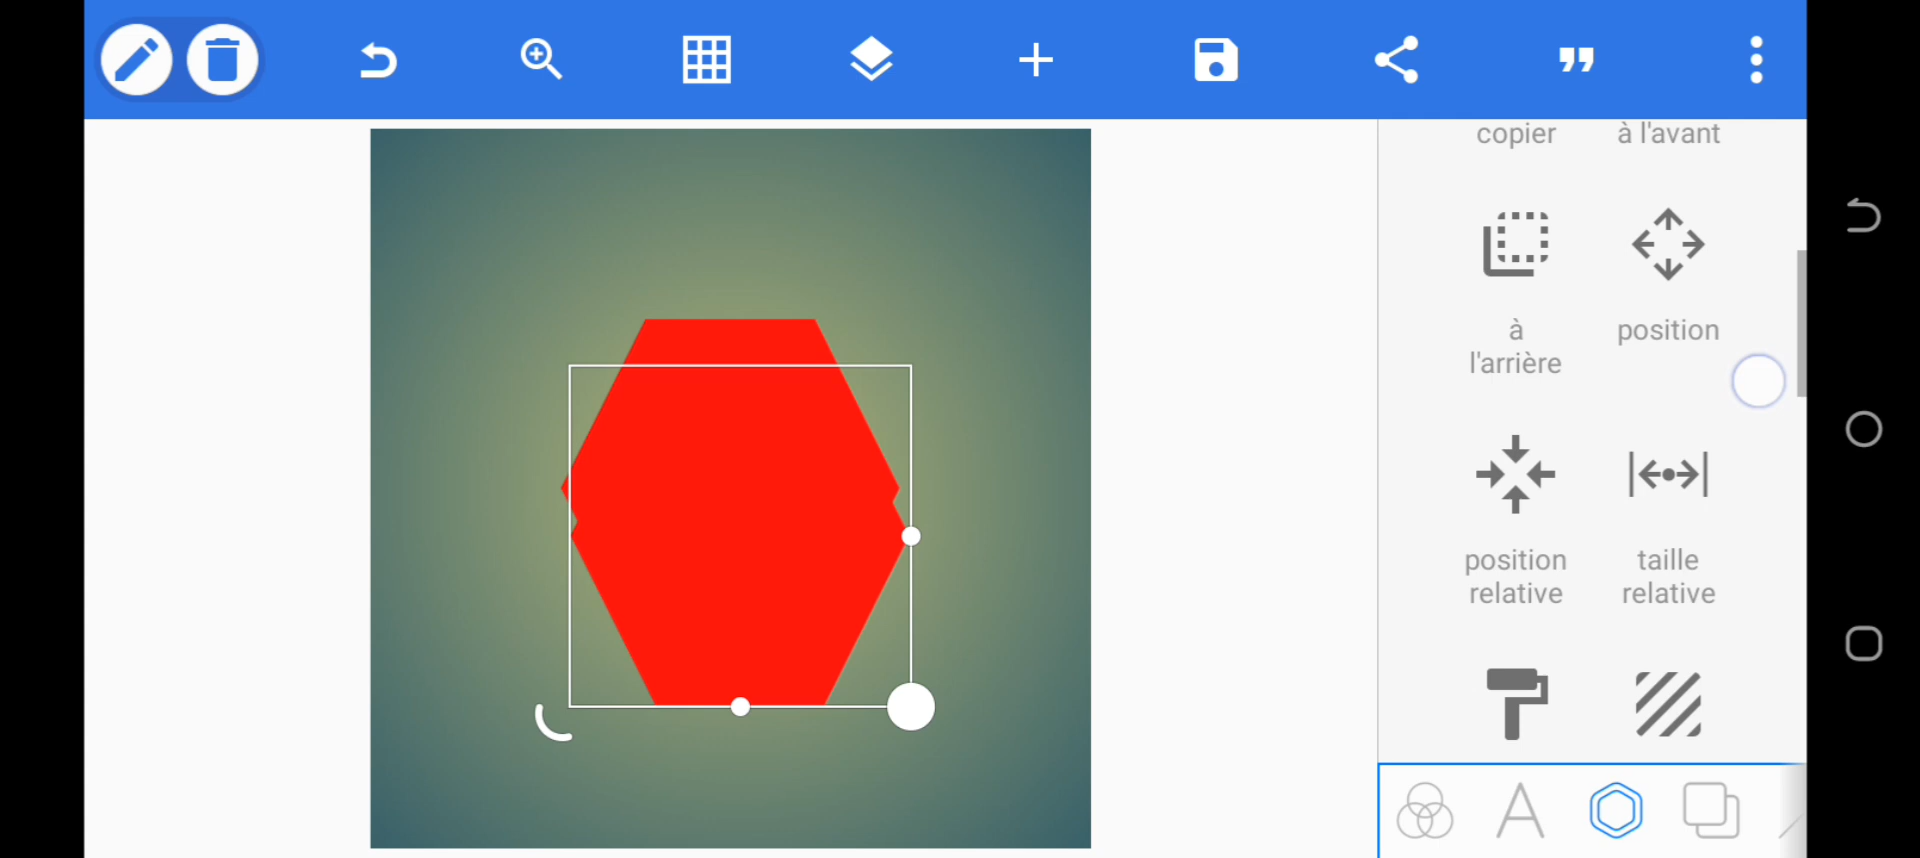 copier
à l'avant
à
l'arrière
position
position
relative
taille
relative